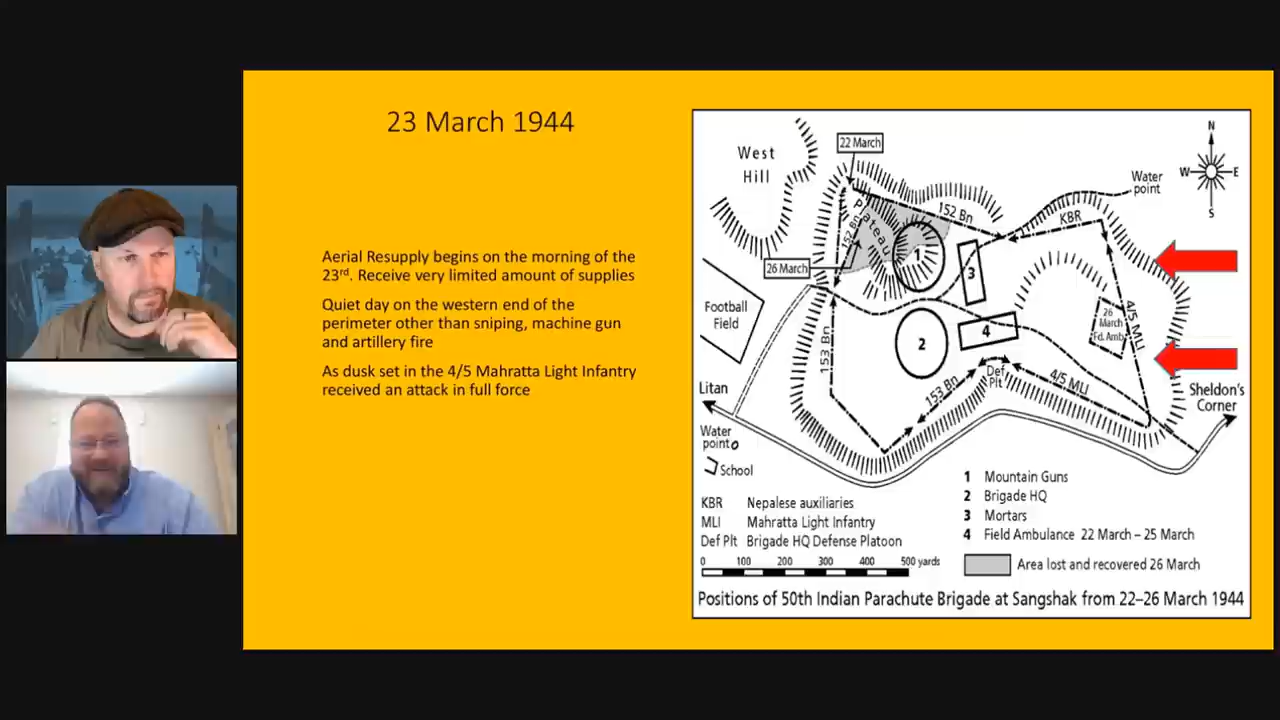 23 March 1944
Aerial Resupply begins on the morning of the
23rd. Receive very limited amount of supplies
Quiet day on the western end of the
perimeter other than sniping, machine gun
and artillery fire
As dusk set in the 4/5 Mahratta Light Infantry
received an attack in full force
22 March
N
W
E
S
West
Hill
Water
point
152 Bn
KBR
Plateau
152 Bn
26 March
1
3
Football
Field
26
March
Fd. Amb
4/5 MLI
153 Bn
2
4
Def
Plt
4/5 MLI
153 Bn
Litan
Sheldon's
Corner
Water
point
School
KBR Nepalese auxiliaries
MLI Mahratta Light Infantry
Def Plt Brigade HQ Defense Platoon
0 100 200 300 400 500 yards
1 Mountain Guns
2 Brigade HQ
3 Mortars
4 Field Ambulance 22 March – 25 March
Area lost and recovered 26 March
Positions of 50th Indian Parachute Brigade at Sangshak from 22–26 March 1944